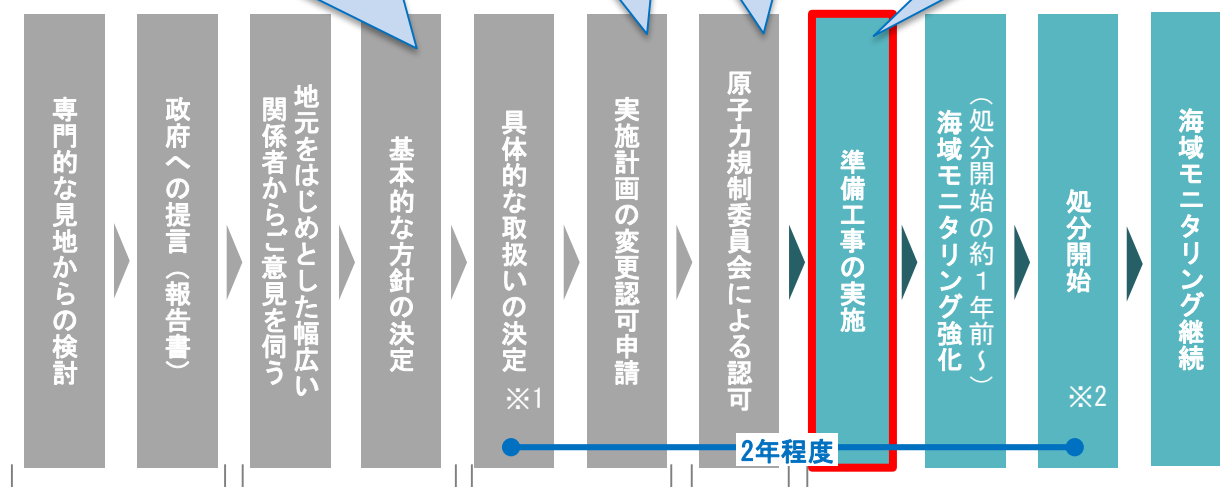 専門的な見地からの検討
政府への提言（報告書）
地元をはじめとした幅広い
関係者からご意見を伺う
基本的な方針の決定
具体的な取扱いの決定
※1
実施計画の変更認可申請
原子力規制委員会による認可
準備工事の実施
（処分開始の約1年前～）
海域モニタリング強化
処分開始
※2
海域モニタリング継続
2年程度